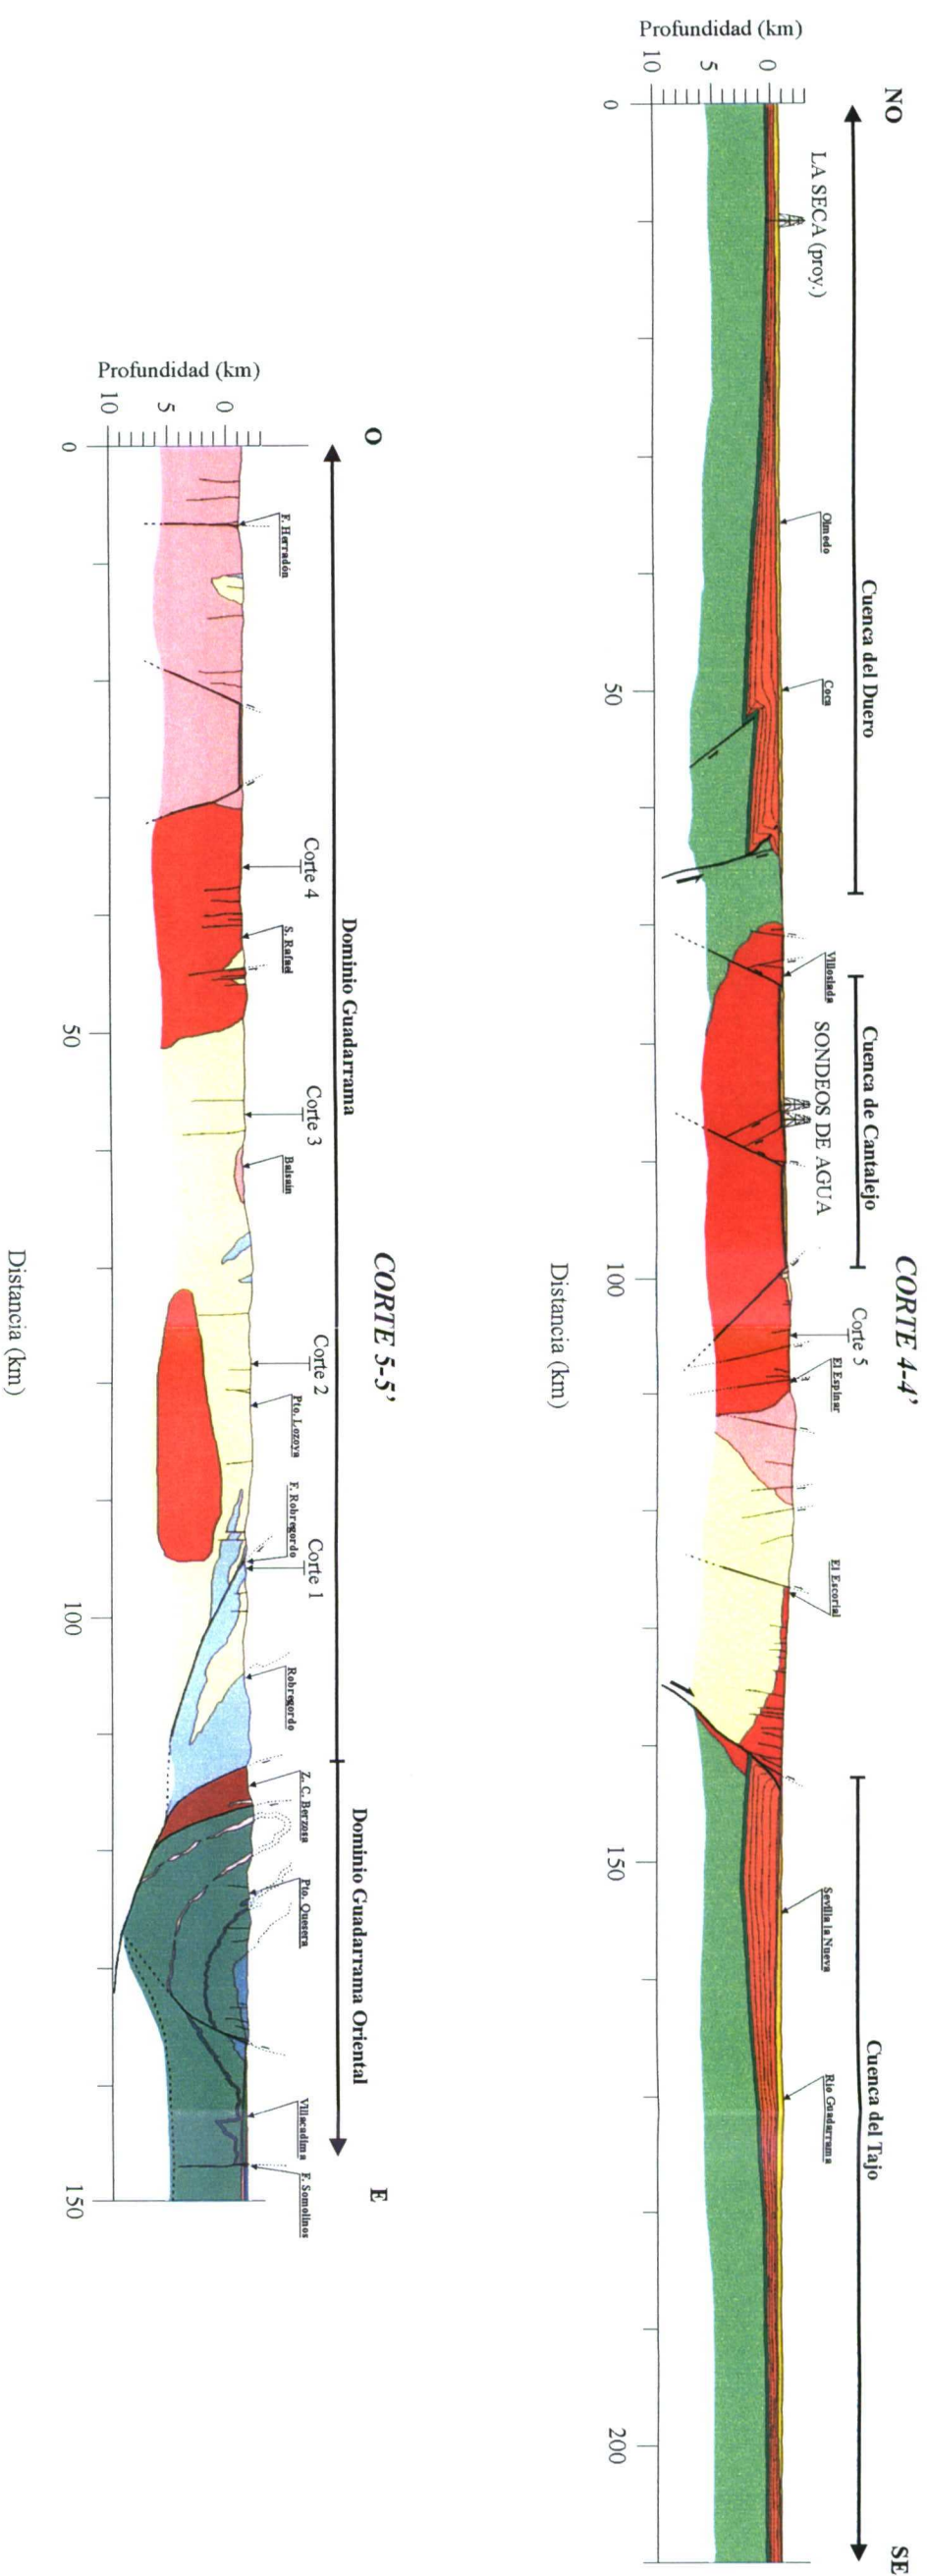 CORTE 4-4'
NO
SE
Cuenca del Duero
Cuenca de Cantalejo
Cuenca del Tajo
LA SECA (proy.)
Olmedo
Coca
Villoslada
SONDEOS DE AGUA
Corte 5
El Espinar
El Escorial
Sevilla la Nueva
Río Guadarrama
Profundidad (km)
0
5
10
0
50
100
150
200
Distancia (km)
CORTE 5-5'
O
E
Dominio Guadarrama
Dominio Guadarrama Oriental
F. Herradón
Corte 4
S. Rafael
Corte 3
Balsaín
Corte 2
Pto. Lozoya
F. Robregordo
Corte 1
Robregordo
Z. C. Berzosa
Pto. Quesera
Villacadima
F. Somolinos
Profundidad (km)
0
5
10
0
50
100
150
Distancia (km)